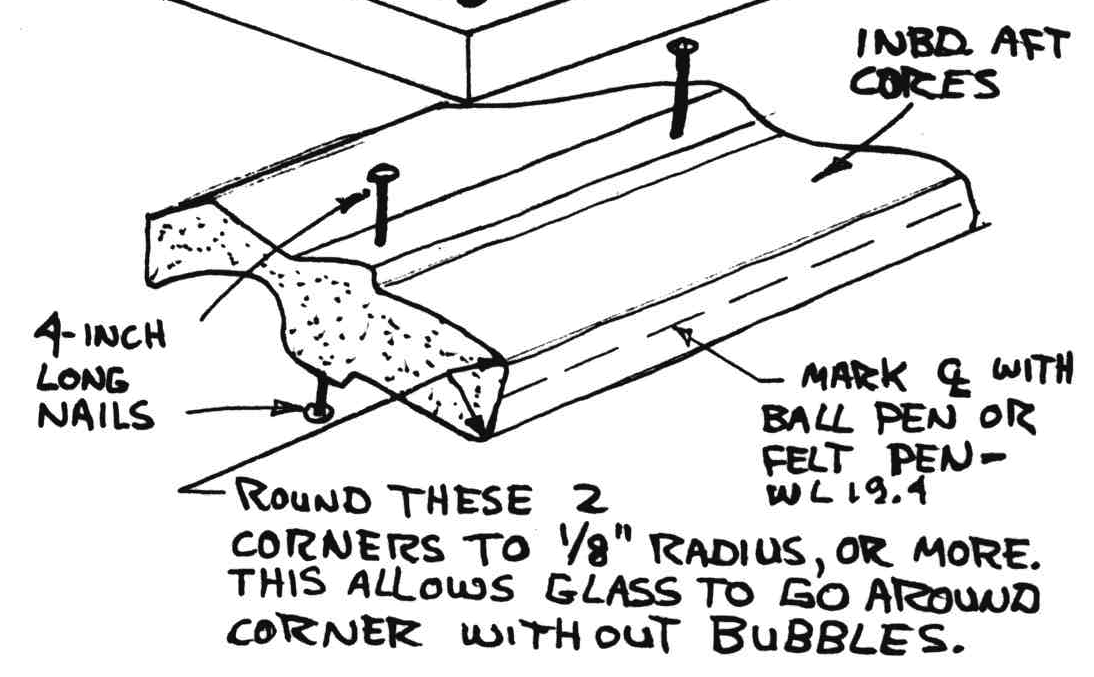 INBD. AFT
CORES
4-INCH
LONG
NAILS
MARK ℄ WITH
BALL PEN OR
FELT PEN-
WL 19.4
ROUND THESE 2
CORNERS TO 1/8" RADIUS, OR MORE.
THIS ALLOWS GLASS TO GO AROUND
CORNER WITHOUT BUBBLES.